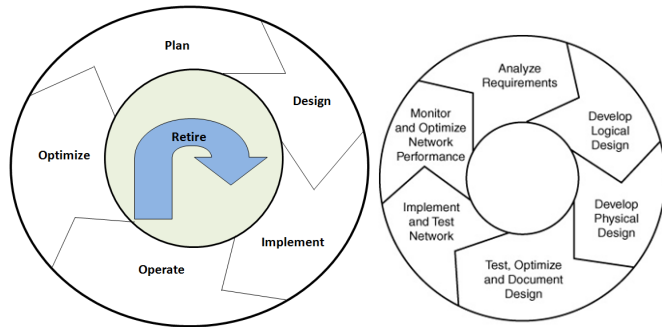 Plan
Design
Retire
Optimize
Implement
Operate
Analyze
Requirements
Monitor
and Optimize
Network
Performance
Develop
Logical
Design
Implement
and Test
Network
Develop
Physical
Design
Test, Optimize
and Document
Design